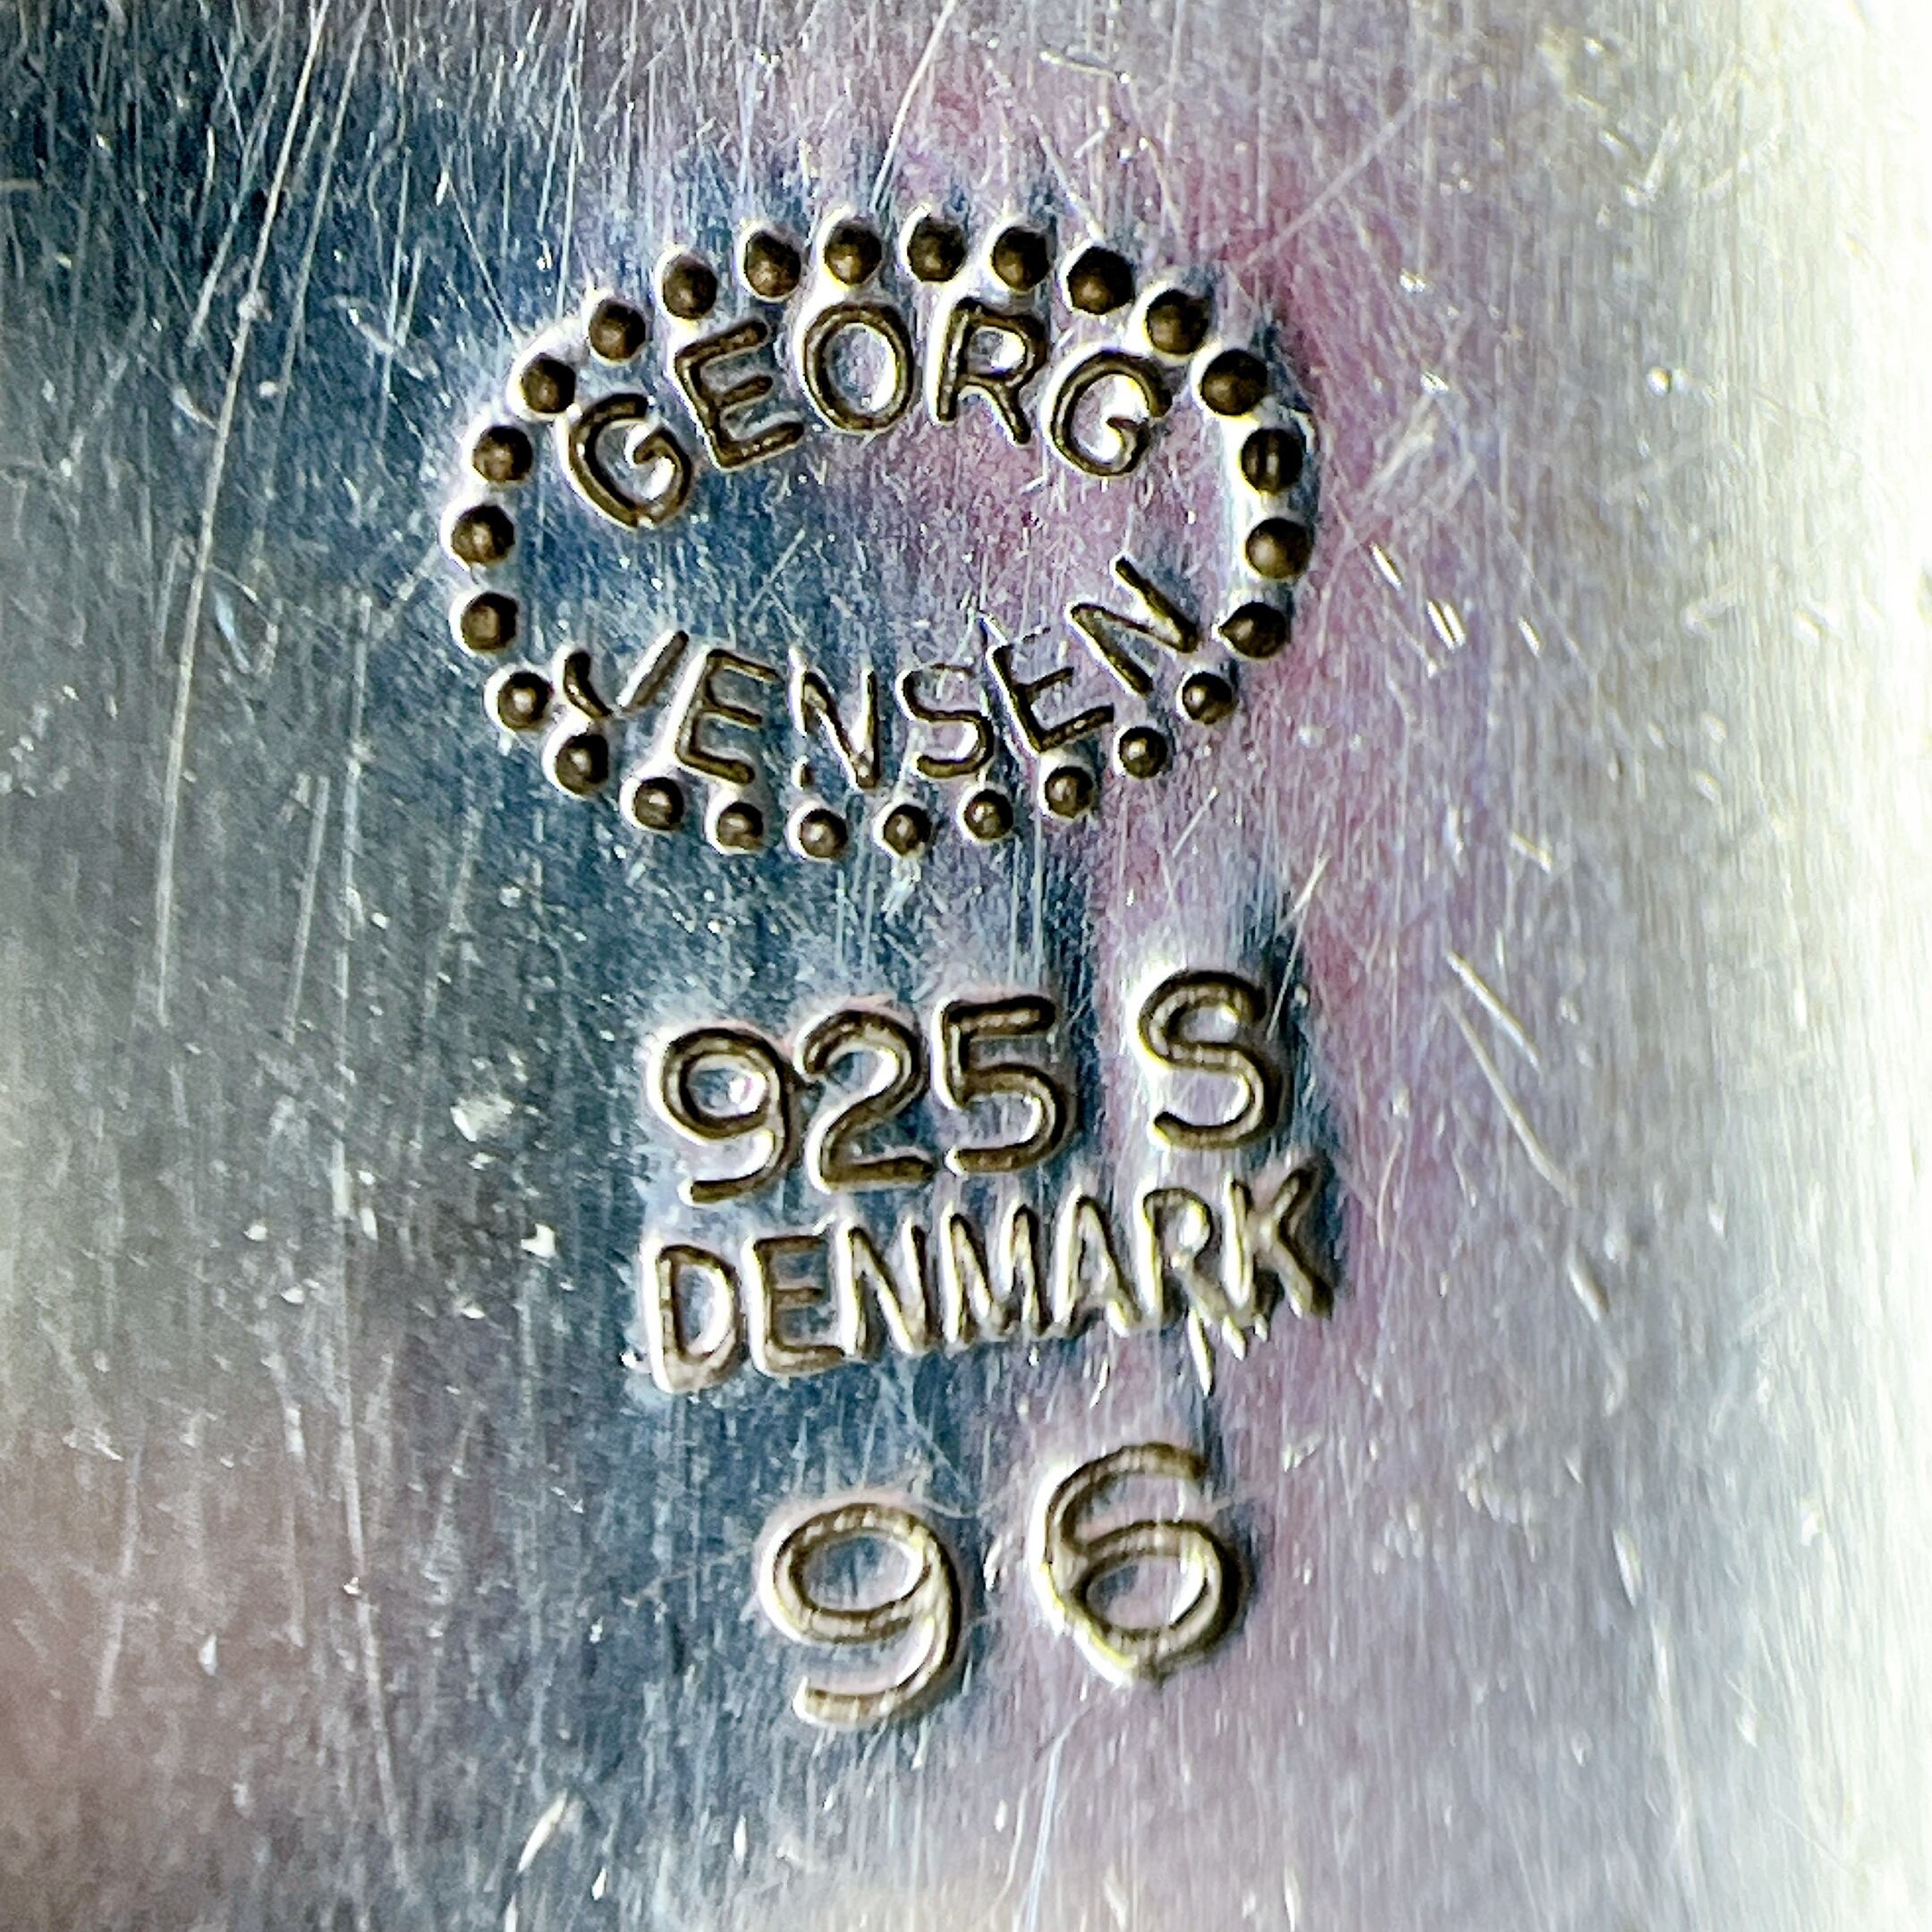 GEORG
JENSEN
925 S
DENMARK
96